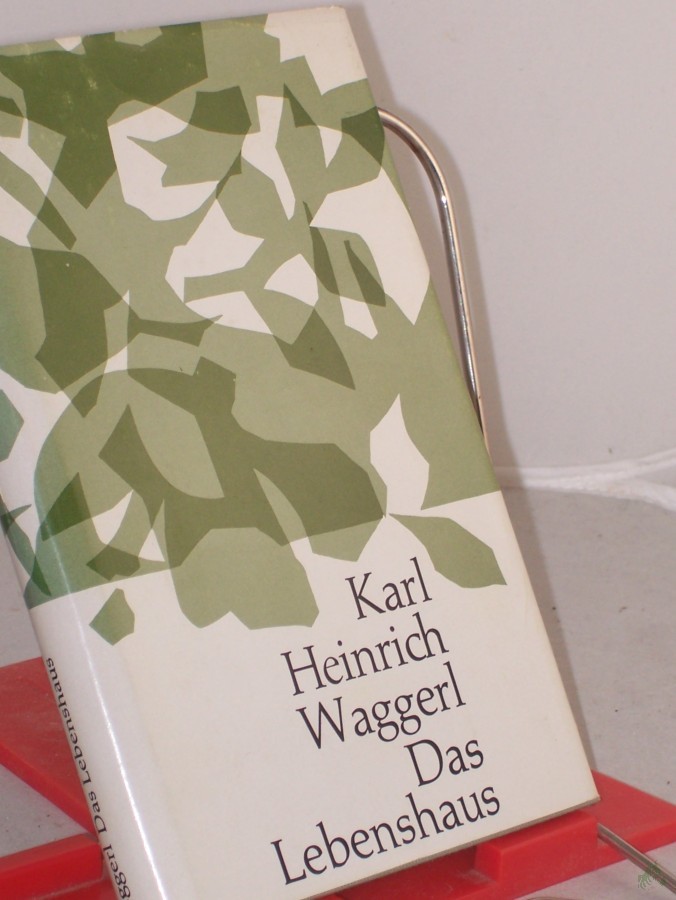 Karl
Heinrich
Waggerl
Das
Lebenshaus
ggerl Das Lebenshaus